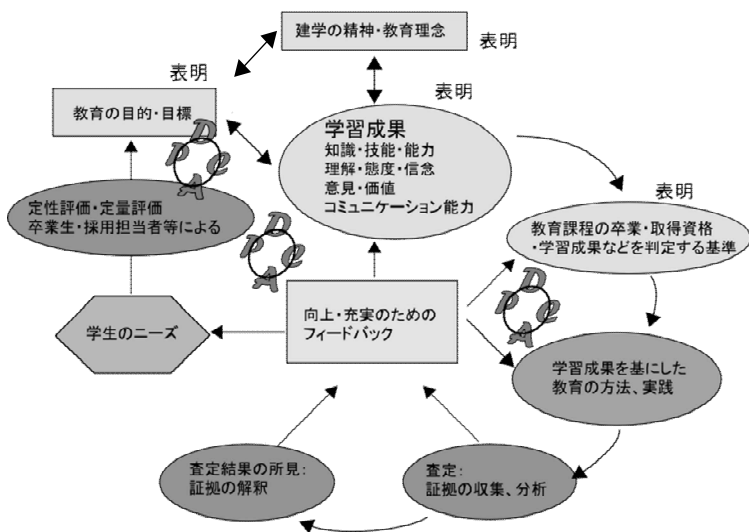 建学の精神・教育理念
表明
表明
教育の目的・目標
表明
学習成果
知識・技能・能力
理解・態度・信念
意見・価値
コミュニケーション能力
P D C A
定性評価・定量評価
卒業生・採用担当者等による
P D C A
表明
教育課程の卒業・取得資格
・学習成果などを判定する基準
P D C A
向上・充実のための
フィードバック
学生のニーズ
学習成果を基にした
教育の方法、実践
査定結果の所見:
証拠の解釈
査定:
証拠の収集、分析